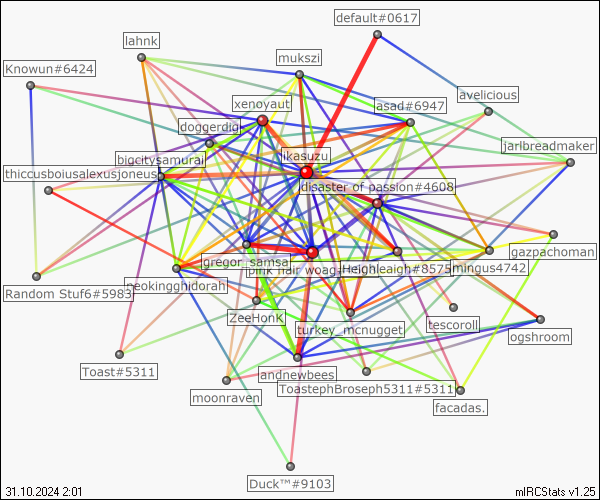 default#0617
lahnk
mukszi
Knowun#6424
avelicious
xenoyaut
asad#6947
doggerdig
jarlbreadmaker
ikasuzu
bigcitysamurai
thiccusboiusalexusjoneus
disaster of passion#4608
gazpachoman
gregor_samsa
pink hair woag
Heighleigh#8575
mingus4742
neokingghidorah
Random Stuf6#5983
ZeeHonK
turkey_mcnugget
tescoroll
ogshroom
Toast#5311
andnewbees
ToastephBroseph5311#5311
moonraven
facadas.
Duck™#9103
31.10.2024 2:01
mIRCStats v1.25